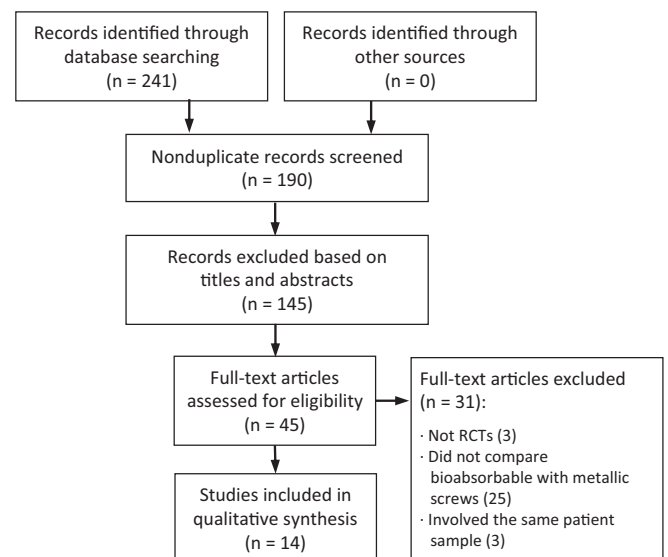 Records identified through
database searching
(n = 241)
Records identified through
other sources
(n = 0)
Nonduplicate records screened
(n = 190)
Records excluded based on
titles and abstracts
(n = 145)
Full-text articles
assessed for eligibility
(n = 45)
Full-text articles excluded
(n = 31):
· Not RCTs (3)
· Did not compare
bioabsorbable with metallic
screws (25)
· Involved the same patient
sample (3)
Studies included in
qualitative synthesis
(n = 14)